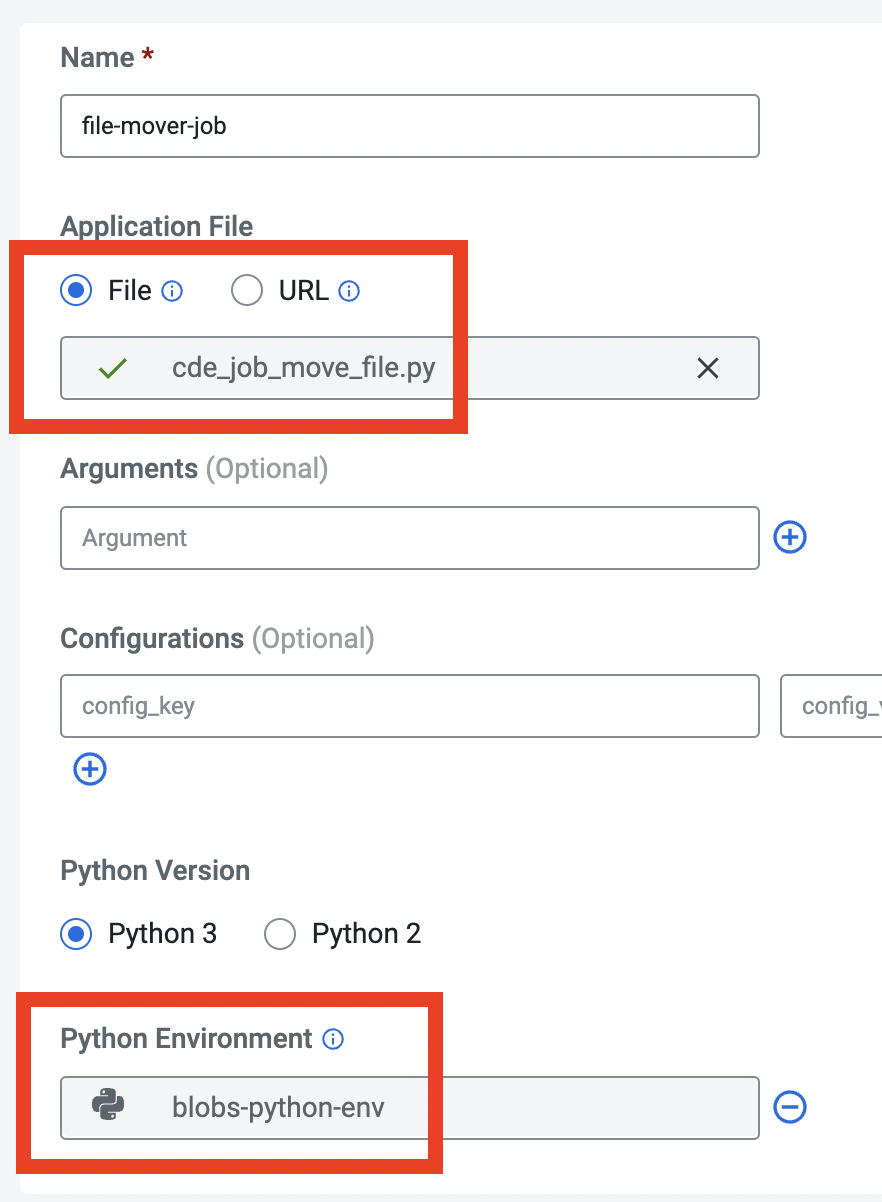 Name *
file-mover-job
Application File
File URL
cde_job_move_file.py
Arguments (Optional)
Argument
Configurations (Optional)
config_key config_
Python Version
Python 3 Python 2
Python Environment
blobs-python-env